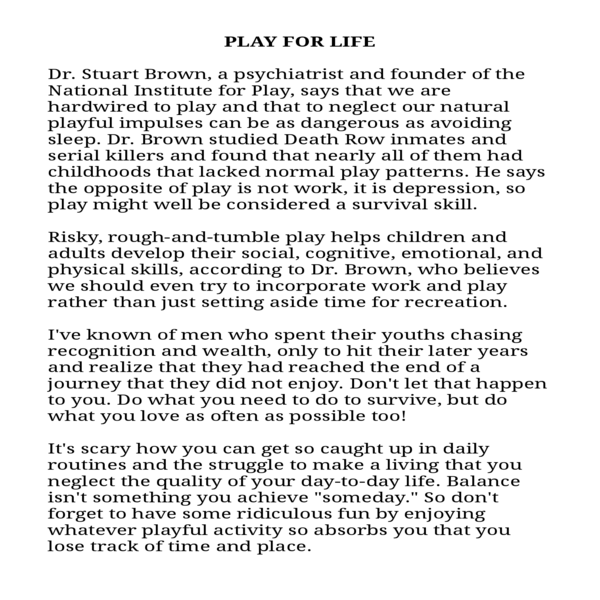 PLAY FOR LIFE
Dr. Stuart Brown, a psychiatrist and founder of the
National Institute for Play, says that we are
hardwired to play and that to neglect our natural
playful impulses can be as dangerous as avoiding
sleep. Dr. Brown studied Death Row inmates and
serial killers and found that nearly all of them had
childhoods that lacked normal play patterns. He says
the opposite of play is not work, it is depression, so
play might well be considered a survival skill.
Risky, rough-and-tumble play helps children and
adults develop their social, cognitive, emotional, and
physical skills, according to Dr. Brown, who believes
we should even try to incorporate work and play
rather than just setting aside time for recreation.
I've known of men who spent their youths chasing
recognition and wealth, only to hit their later years
and realize that they had reached the end of a
journey that they did not enjoy. Don't let that happen
to you. Do what you need to do to survive, but do
what you love as often as possible too!
It's scary how you can get so caught up in daily
routines and the struggle to make a living that you
neglect the quality of your day-to-day life. Balance
isn't something you achieve "someday." So don't
forget to have some ridiculous fun by enjoying
whatever playful activity so absorbs you that you
lose track of time and place.